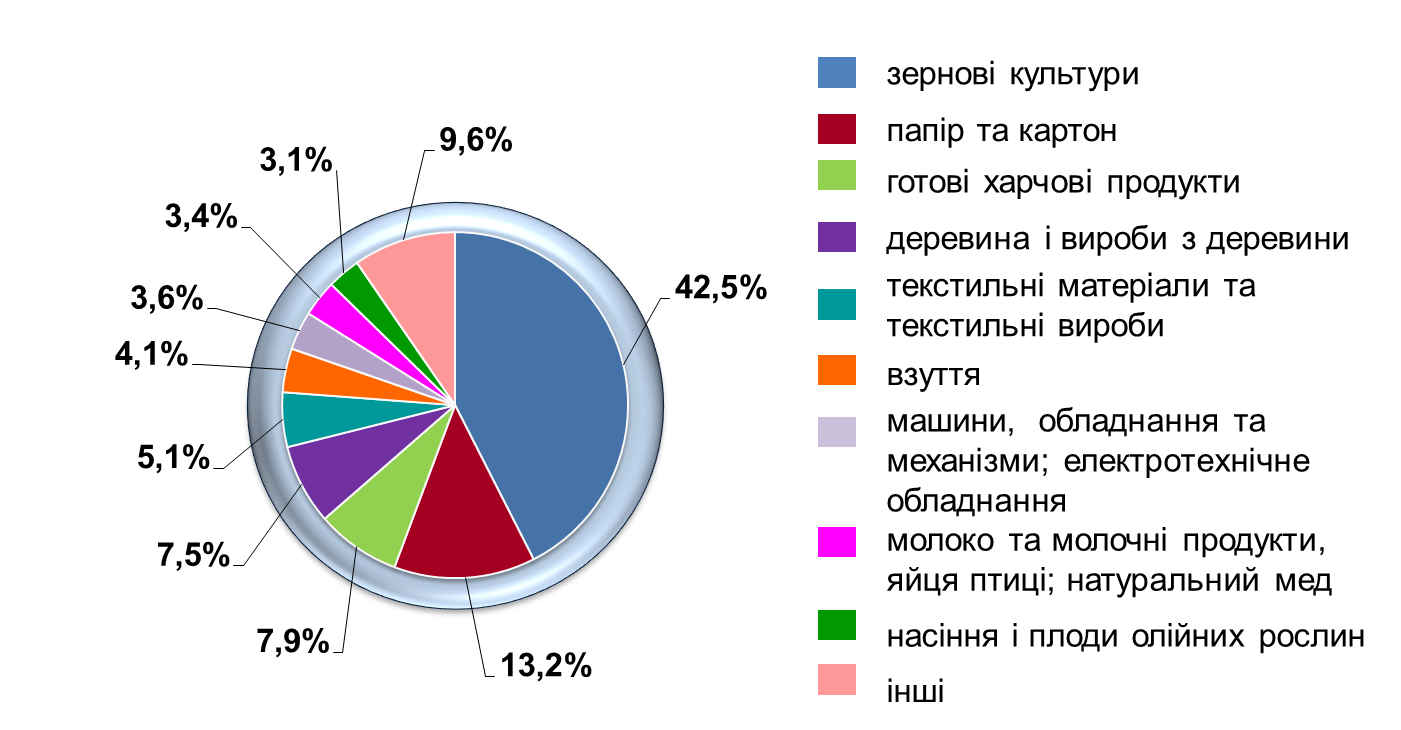 9,6%
3,1%
3,4%
3,6%
4,1%
5,1%
7,5%
7,9%
13,2%
42,5%
зернові культури
папір та картон
готові харчові продукти
деревина і вироби з деревини
текстильні матеріали та
текстильні вироби
взуття
машини, обладнання та
механізми; електротехнічне
обладнання
молоко та молочні продукти,
яйця птиці; натуральний мед
насіння і плоди олійних рослин
інші